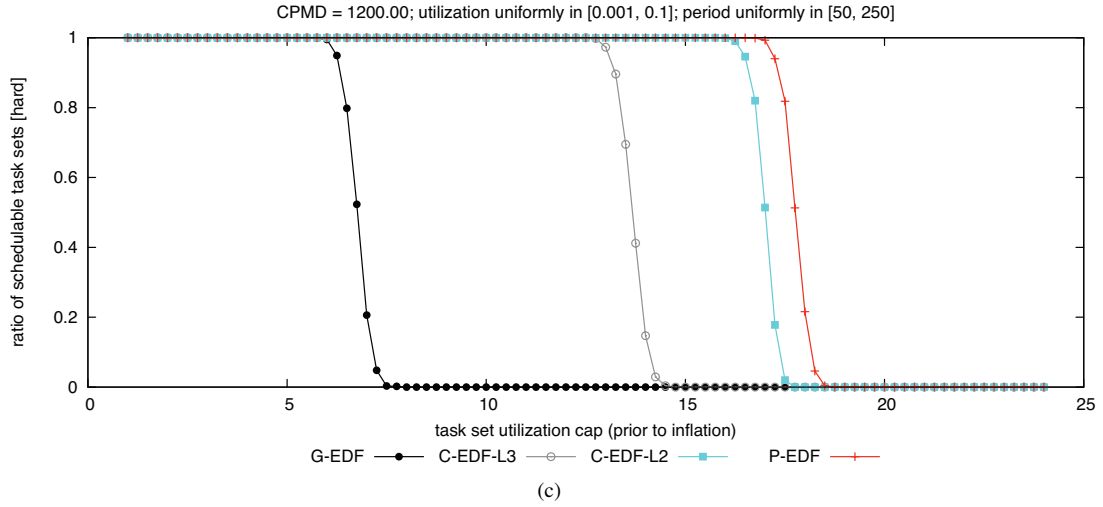 CPMD = 1200.00; utilization uniformly in [0.001, 0.1]; period uniformly in [50, 250]
1
0.8
0.6
0.4
0.2
0
ratio of schedulable task sets [hard]
0 5 10 15 20 25
task set utilization cap (prior to inflation)
G-EDF C-EDF-L3 C-EDF-L2 P-EDF
(c)